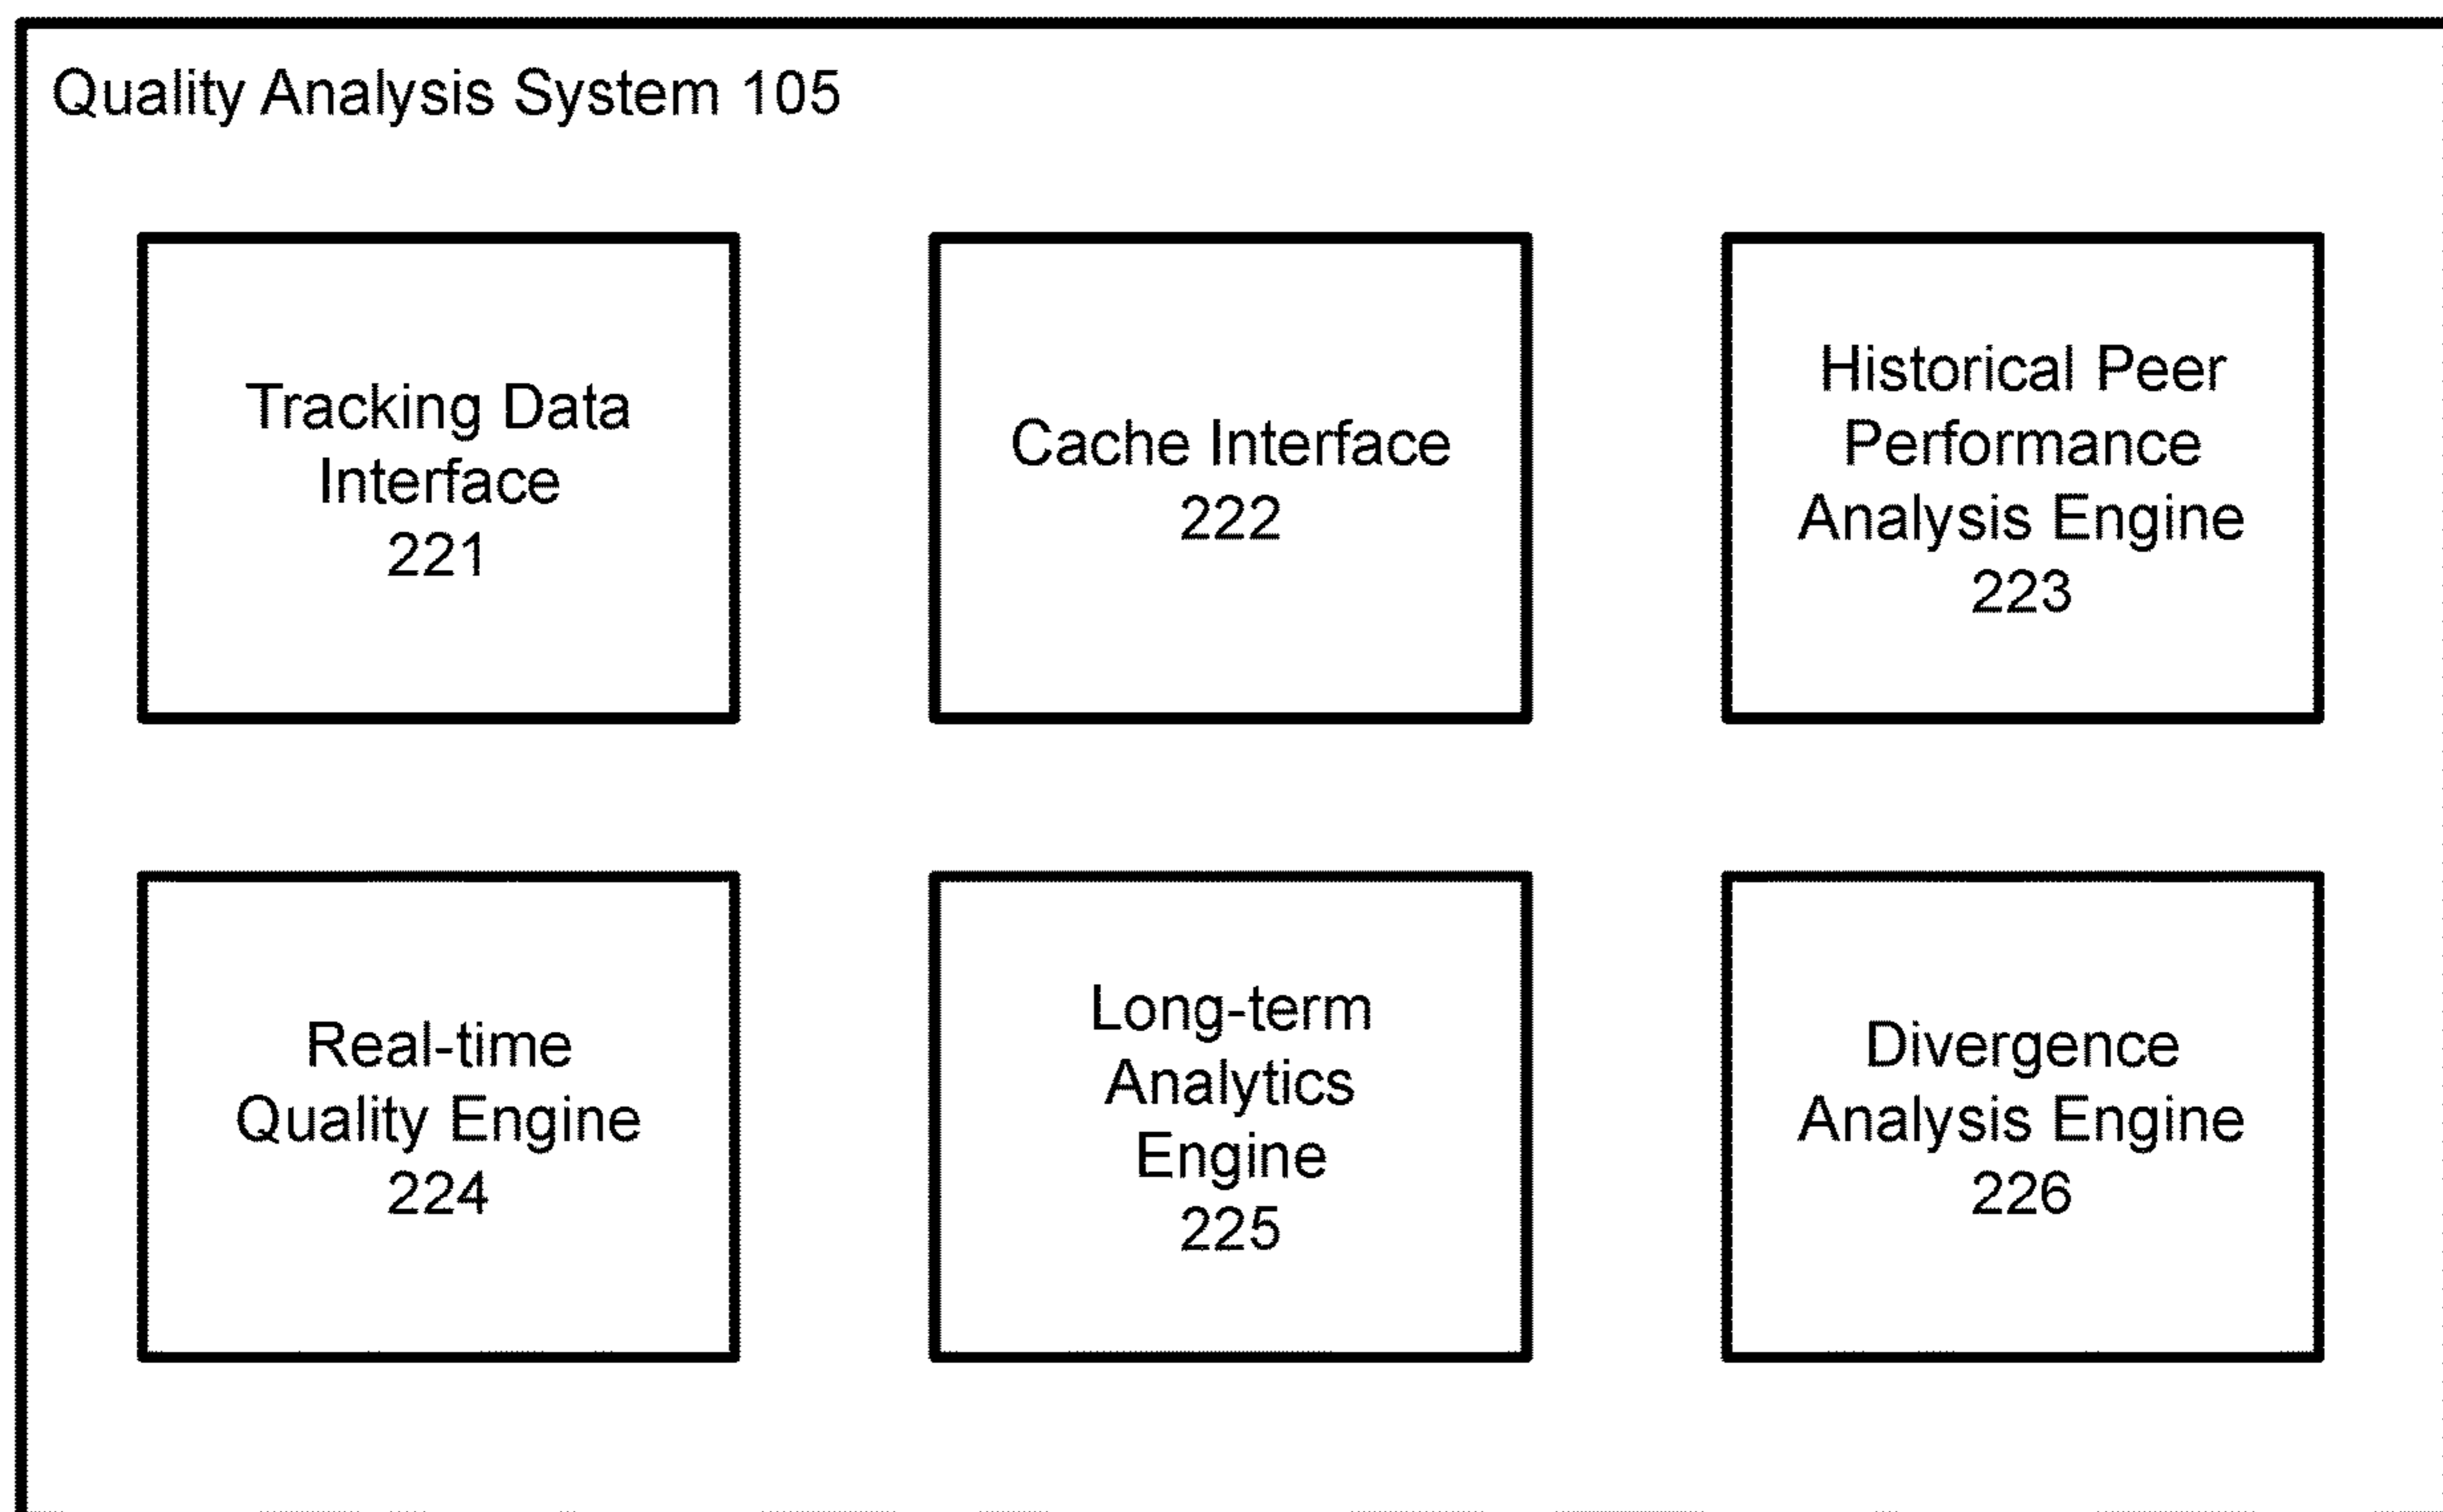 Quality Analysis System 105
Tracking Data
Interface
221
Cache Interface
222
Historical Peer
Performance
Analysis Engine
223
Real-time
Quality Engine
224
Long-term
Analytics
Engine
225
Divergence
Analysis Engine
226